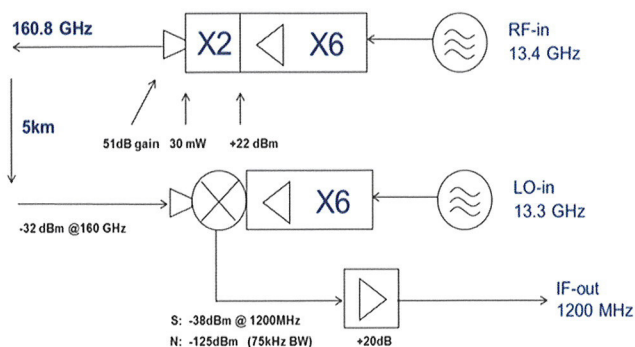 160.8 GHz
X2
X6
RF-in
13.4 GHz
5km
51dB gain
30 mW
+22 dBm
-32 dBm @160 GHz
X6
LO-in
13.3 GHz
IF-out
1200 MHz
S: -38dBm @ 1200MHz
N: -125dBm (75kHz BW)
+20dB